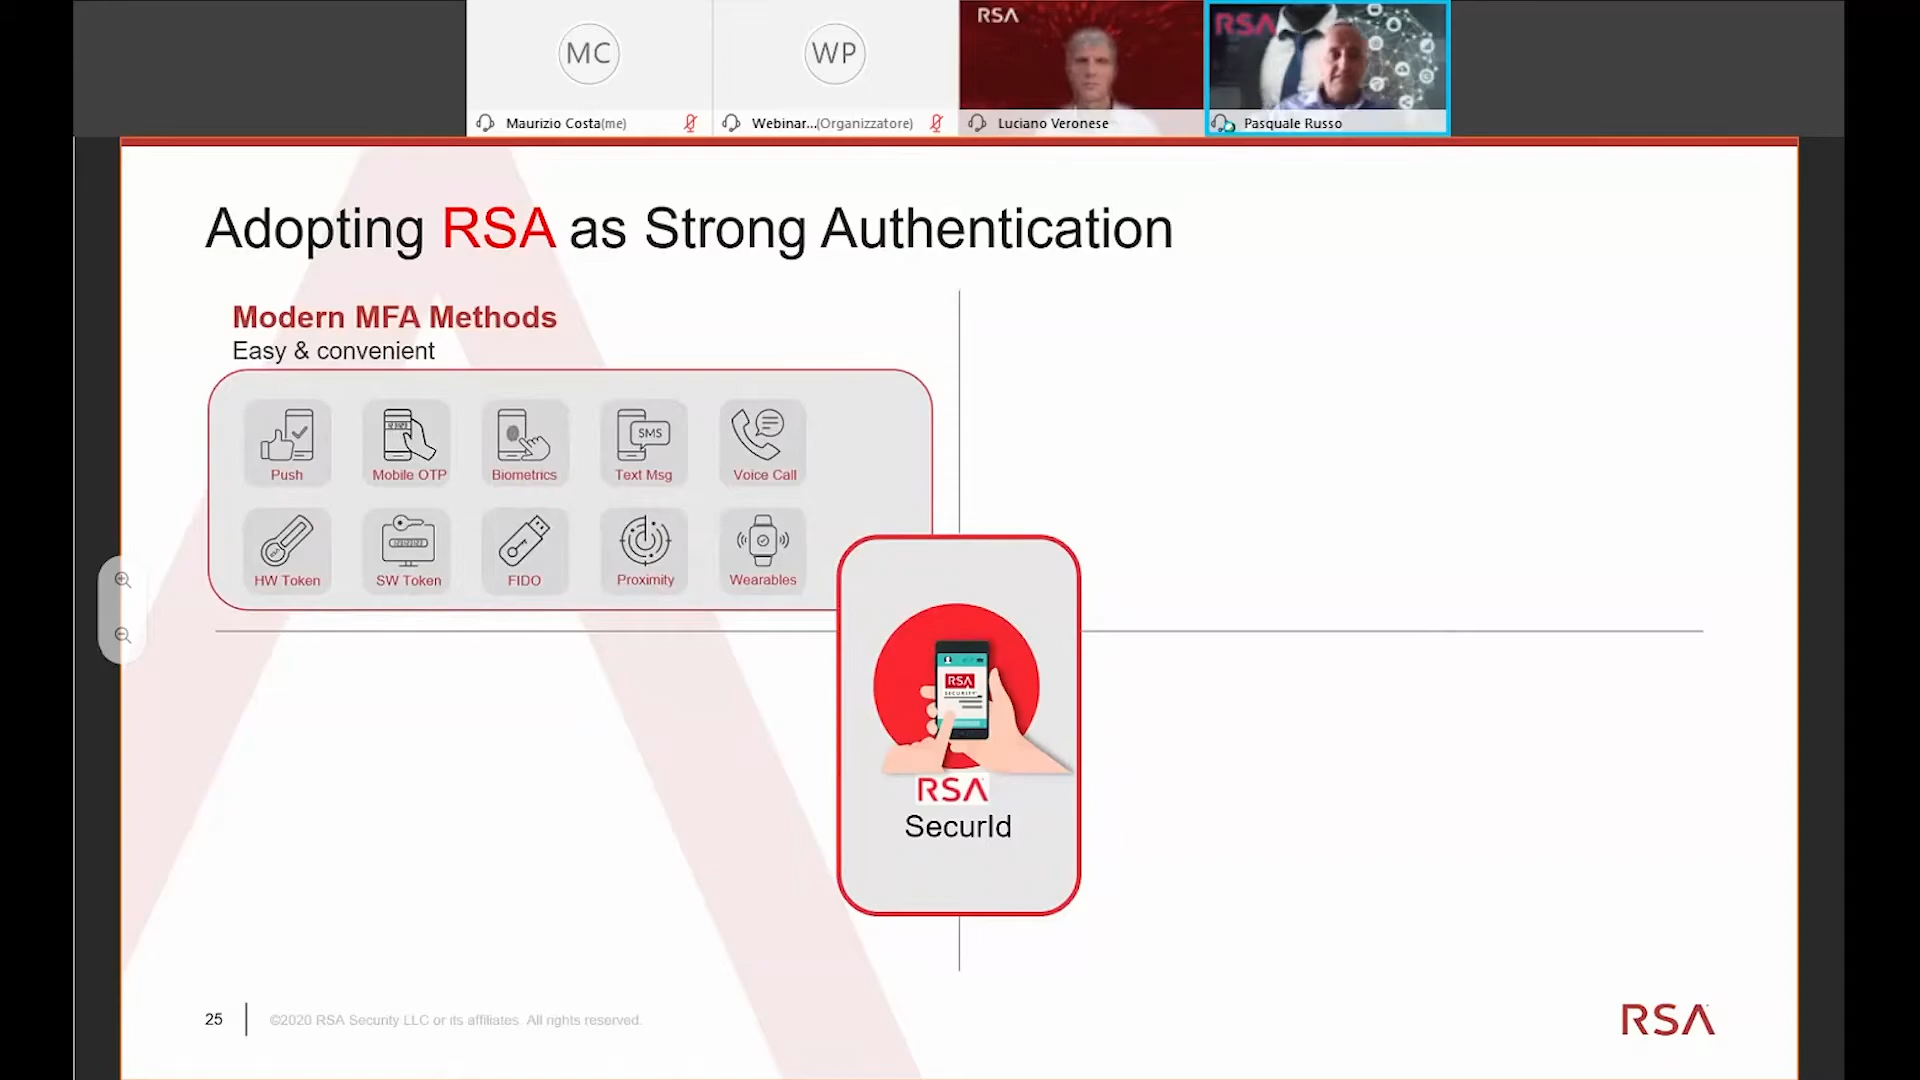 MC
WP
RSA
RSA
Maurizio Costa(me)
Webinar...(Organizzatore)
Luciano Veronese
Pasquale Russo
Adopting RSA as Strong Authentication
Modern MFA Methods
Easy & convenient
SMS
Push
Mobile OTP
Biometrics
Text Msg
Voice Call
HW Token
SW Token
FIDO
Proximity
Wearables
RSA
SECURITY
RSA
SecurId
25
©2020 RSA Security LLC or its affiliates. All rights reserved.
RSA